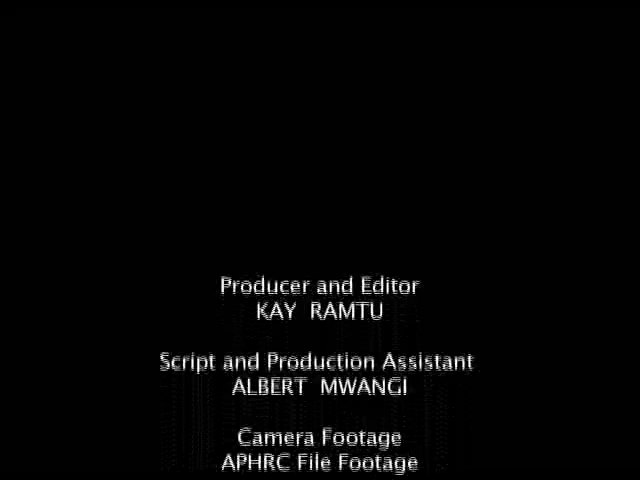 Producer and Editor
KAY RAMTU
Script and Production Assistant
ALBERT MWANGI
Camera Footage
APHRC File Footage